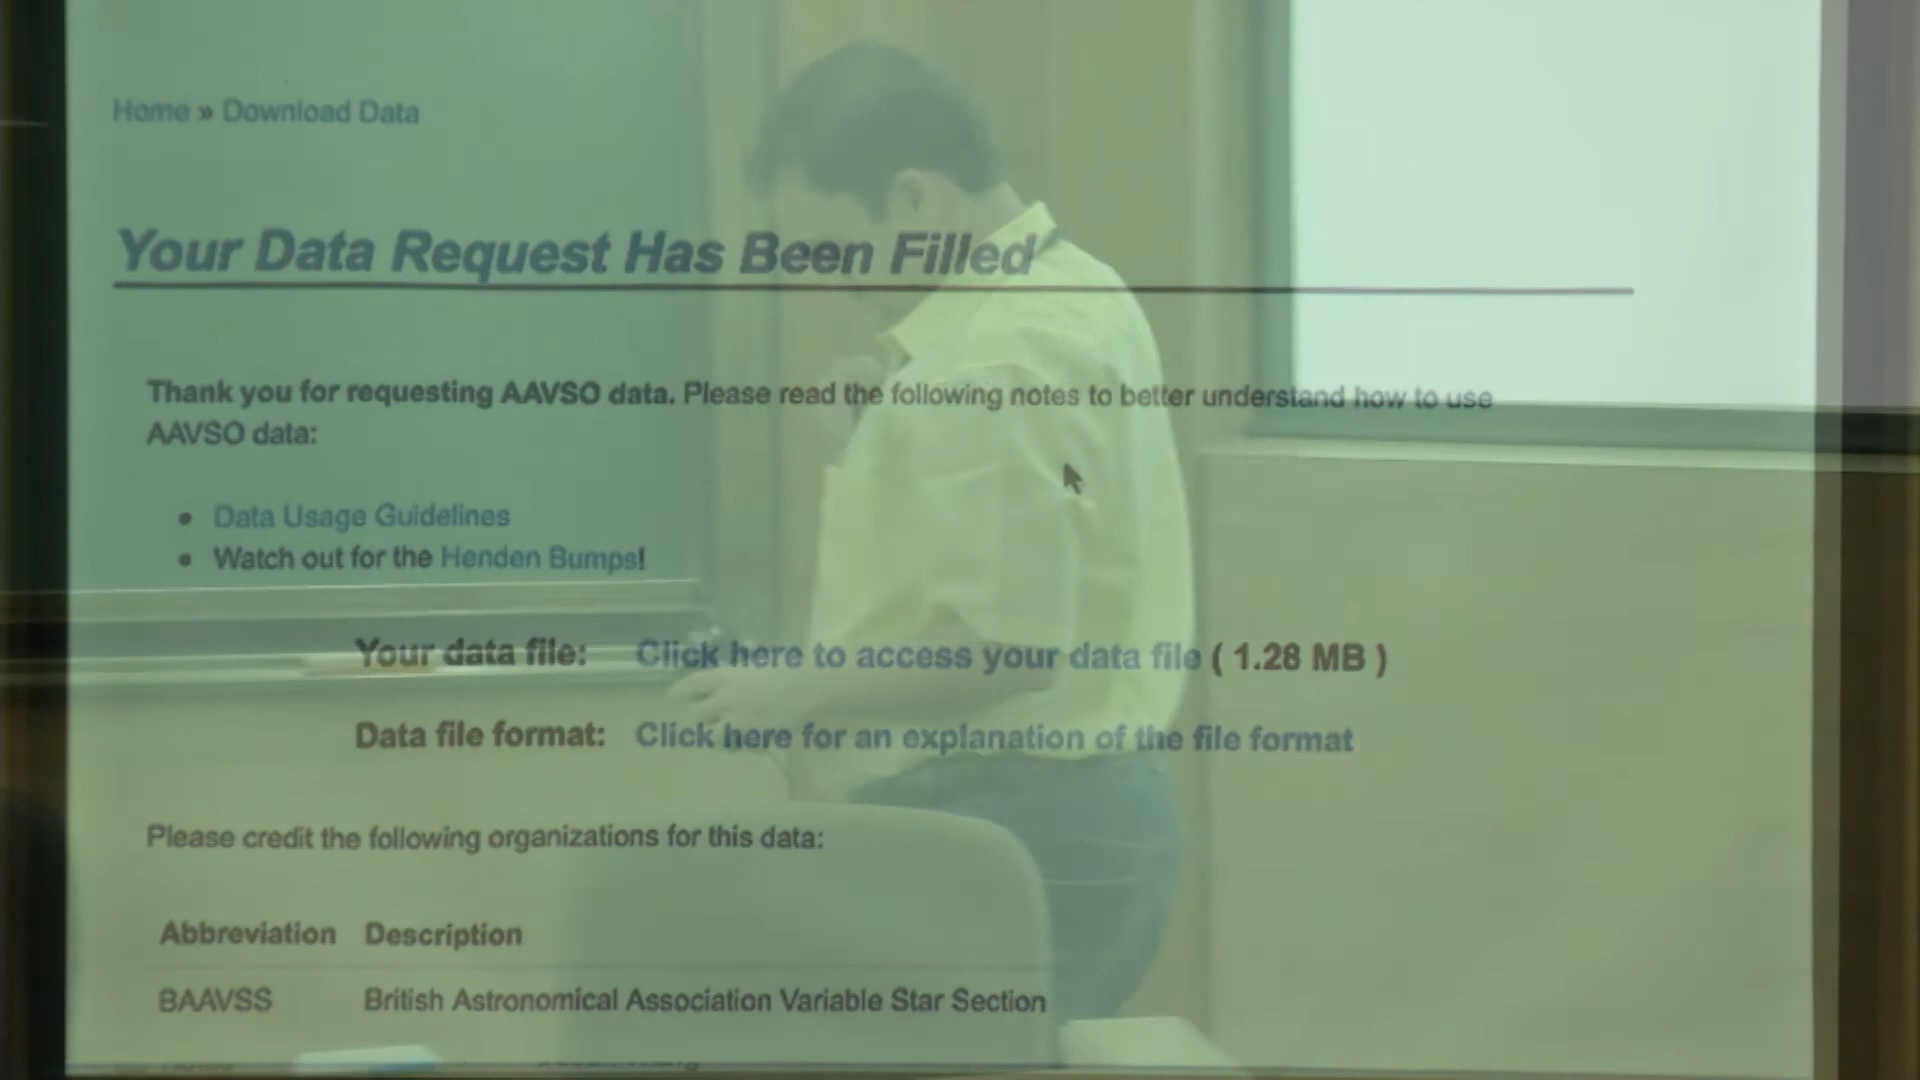 Home » Download Data
Your Data Request Has Been Filled
Thank you for requesting AAVSO data. Please read the following notes to better understand how to use
AAVSO data:
• Data Usage Guidelines
• Watch out for the Henden Bumps!
Your data file: Click here to access your data file ( 1.28 MB )
Data file format: Click here for an explanation of the file format
Please credit the following organizations for this data:
Abbreviation Description
BAAVSS British Astronomical Association Variable Star Section